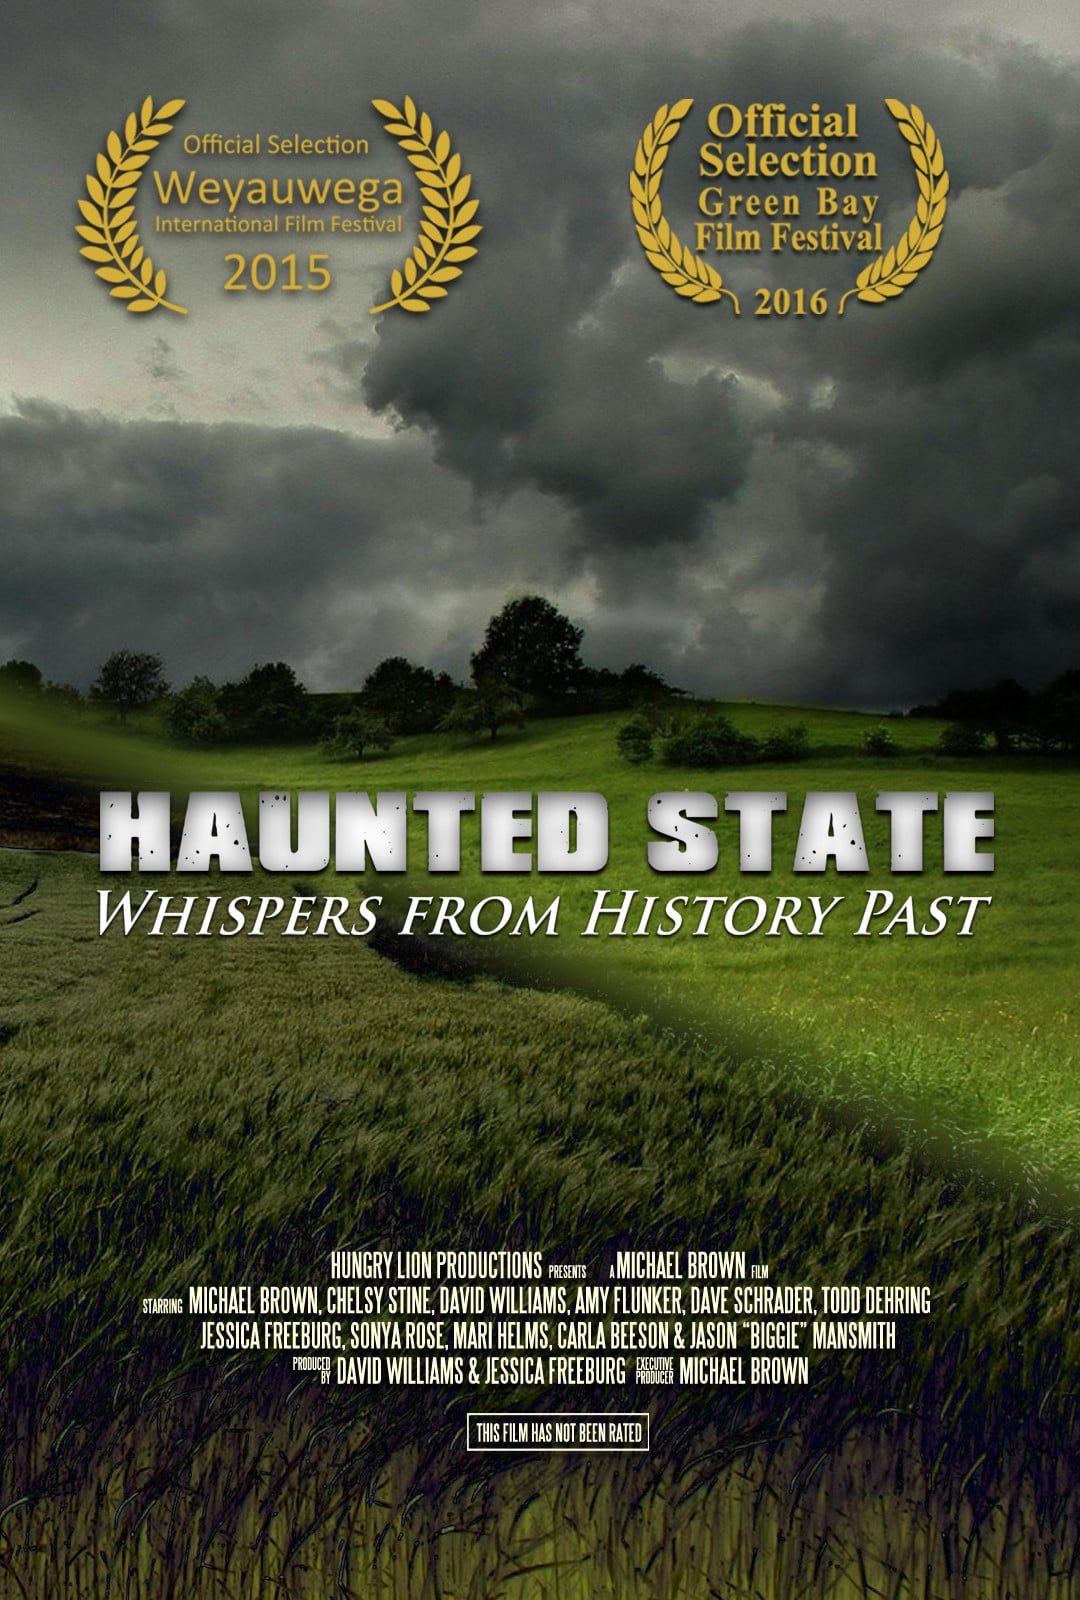 Official Selection
Weyauwega
International Film Festival
2015
Official
Selection
Green Bay
Film Festival
2016
HAUNTED STATE
WHISPERS FROM HISTORY PAST
HUNGRY LION PRODUCTIONS PRESENTS A MICHAEL BROWN FILM
STARRING MICHAEL BROWN, CHELSY STINE, DAVID WILLIAMS, AMY FLUNKER, DAVE SCHRADER, TODD DEHRING
JESSICA FREEBURG, SONYA ROSE, MARI HELMS, CARLA BEESON & JASON "BIGGIE" MANSMITH
PRODUCED BY DAVID WILLIAMS & JESSICA FREEBURG EXECUTIVE PRODUCER MICHAEL BROWN
THIS FILM HAS NOT BEEN RATED